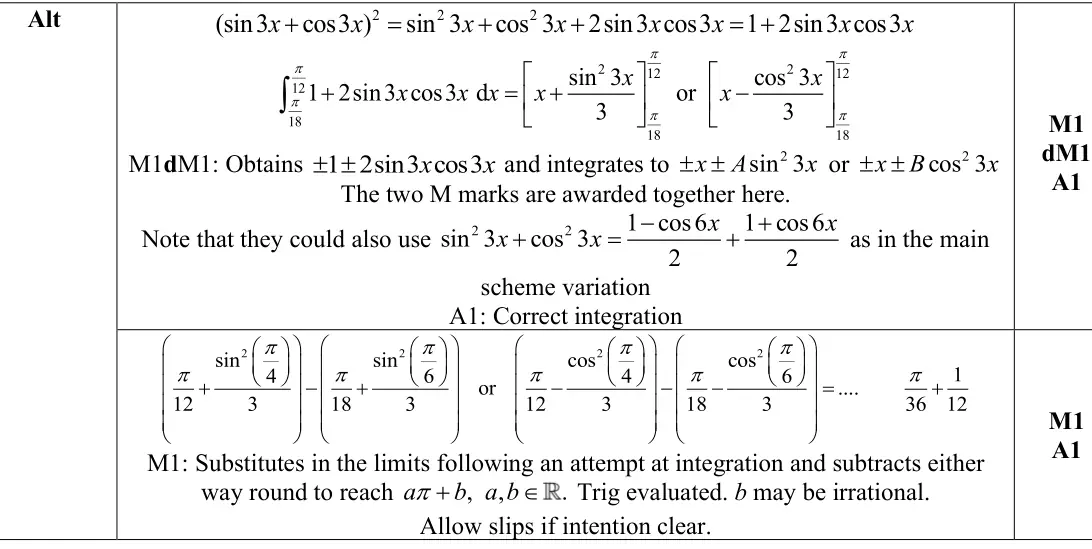 Alt
(sin 3x + cos 3x)² = sin² 3x + cos² 3x + 2 sin 3x cos 3x = 1 + 2 sin 3x cos 3x
∫_{π/18}^{π/12} 1 + 2 sin 3x cos 3x dx = [x + sin² 3x / 3]_{π/18}^{π/12} or [x − cos² 3x / 3]_{π/18}^{π/12}
M1dM1: Obtains ±1 ± 2 sin 3x cos 3x and integrates to ±x ± A sin² 3x or ±x ± B cos² 3x
The two M marks are awarded together here.
Note that they could also use sin² 3x + cos² 3x = (1 − cos 6x)/2 + (1 + cos 6x)/2 as in the main
scheme variation
A1: Correct integration
M1
dM1
A1
(π/12 + sin²(π/4)/3) − (π/18 + sin²(π/6)/3) or (π/12 − cos²(π/4)/3) − (π/18 − cos²(π/6)/3) = .... π/36 + 1/12
M1: Substitutes in the limits following an attempt at integration and subtracts either
way round to reach aπ + b, a,b ∈ ℝ. Trig evaluated. b may be irrational.
Allow slips if intention clear.
M1
A1